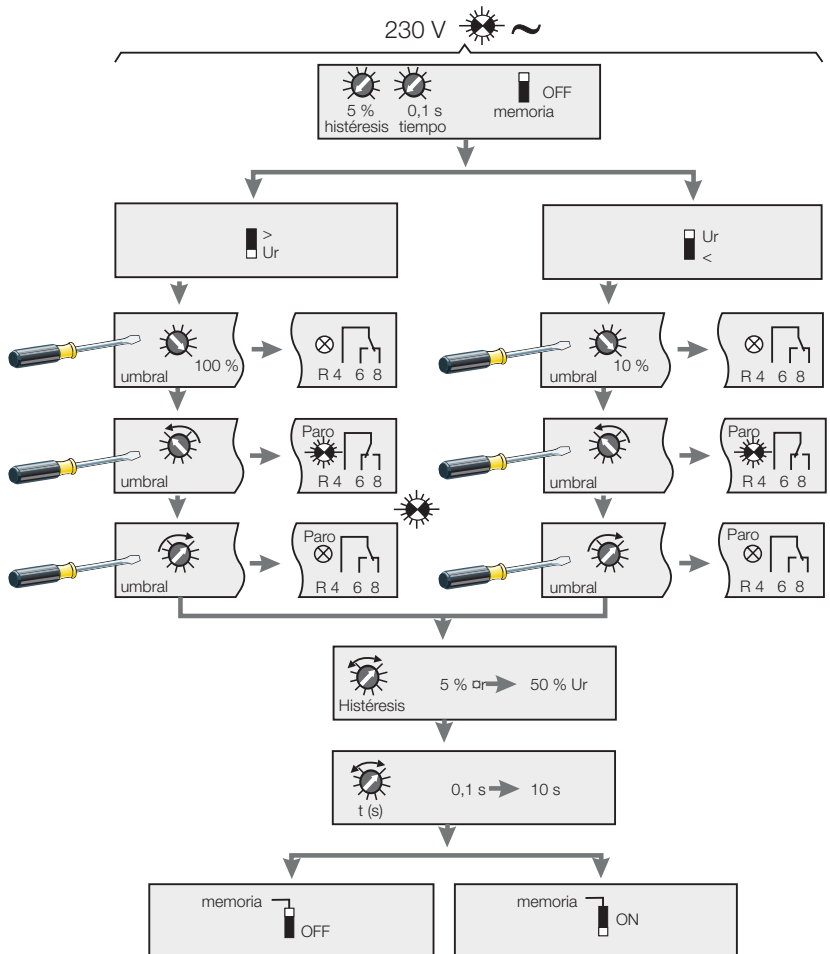 230 V ~
5 % 0,1 s OFF
histéresis tiempo memoria
>
Ur
Ur
<
100 %
umbral
R 4 6 8
10 %
umbral
R 4 6 8
umbral
Paro
R 4 6 8
umbral
Paro
R 4 6 8
umbral
Paro
R 4 6 8
umbral
Paro
R 4 6 8
Histéresis
5 % ¤r 50 % Ur
t (s)
0,1 s 10 s
memoria
OFF
memoria
ON